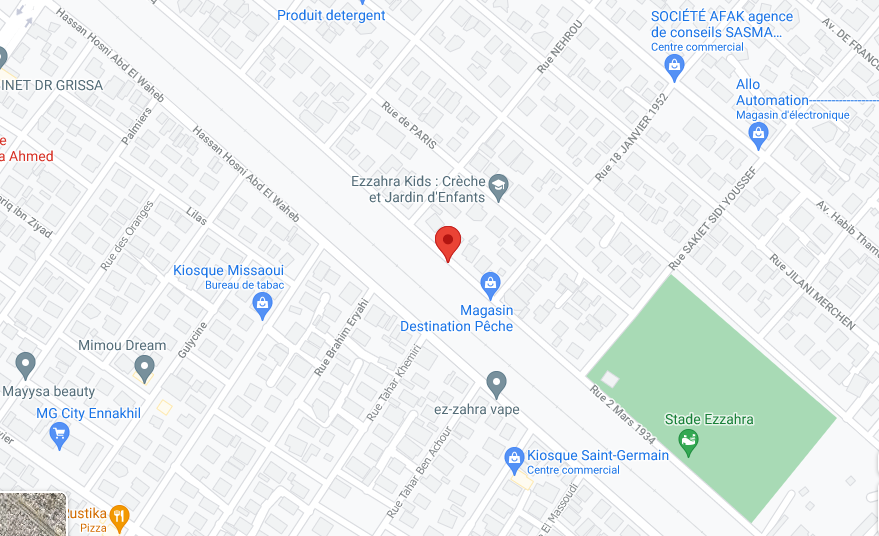 Produit detergent
SOCIÉTÉ AFAK agence
de conseils SASMA...
Centre commercial
Av. DE FRANCE
Hassan Hosni Abd El Waheb
Rue NEHROU
INET DR GRISSA
Allo
Automation
Magasin d'électronique
Rue 18 JANVIER 1952
Palmiers
Rue de PARIS
e
a Ahmed
Hassan Hosni Abd El Waheb
Ezzahra Kids : Crèche
et Jardin d'Enfants
Rue SAKIET SIDI YOUSSEF
Ibn Ziyad
Lilas
Rue des Oranges
Av. Habib Tham
Kiosque Missaoui
Bureau de tabac
Rue JILANI MERCHEN
Magasin
Destination Pêche
Rue Brahim Eryahi
Gulycine
Mimou Dream
Rue Tahar Khemiri
Mayysa beauty
ez-zahra vape
Rue 2 Mars 1934
Stade Ezzahra
MG City Ennakhil
Rue Tahar Ben Achour
Kiosque Saint-Germain
Centre commercial
El Massoudi
ustika
Pizza